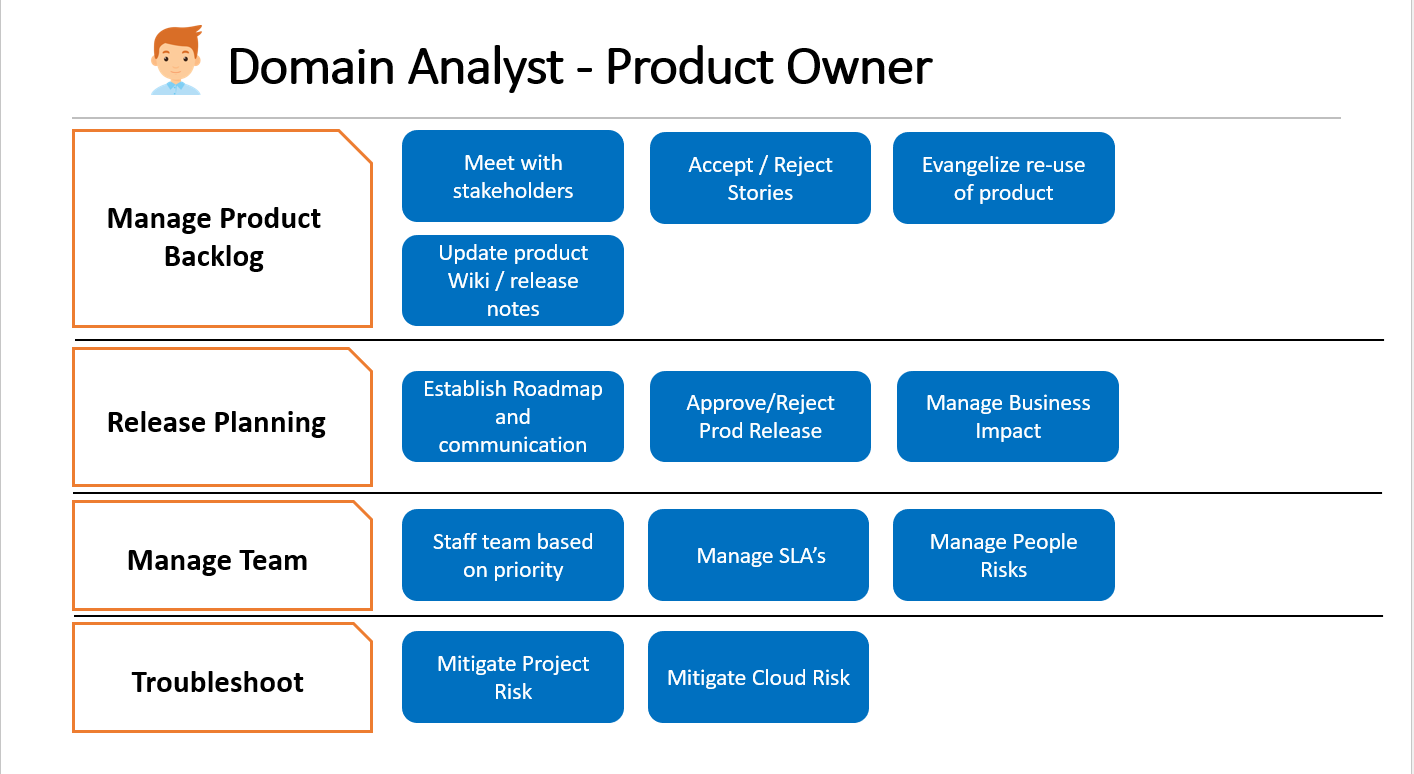 Domain Analyst - Product Owner
Manage Product
Backlog
Meet with
stakeholders
Accept / Reject
Stories
Evangelize re-use
of product
Update product
Wiki / release
notes
Release Planning
Establish Roadmap
and
communication
Approve/Reject
Prod Release
Manage Business
Impact
Manage Team
Staff team based
on priority
Manage SLA’s
Manage People
Risks
Troubleshoot
Mitigate Project
Risk
Mitigate Cloud Risk